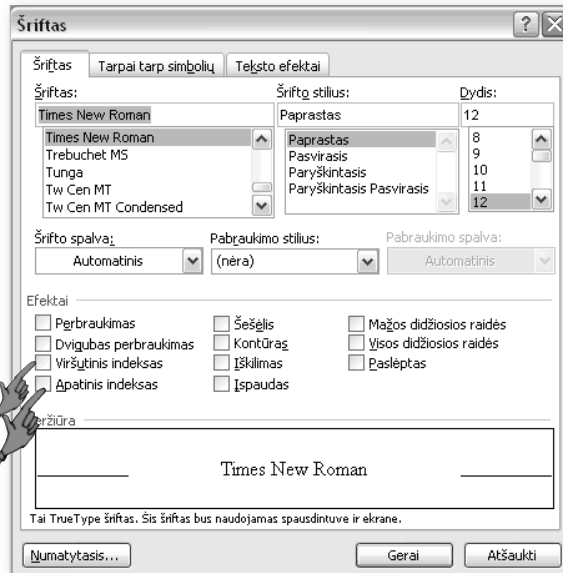 Šriftas
Šriftas Tarpai tarp simbolių Teksto efektai
Šriftas: Šrifto stilius: Dydis:
Times New Roman Paprastas 12
Times New Roman Paprastas 8
Trebuchet MS Pasvirasis 9
Tunga Paryškintasis 10
Tw Cen MT Paryškintasis Pasvirasis 11
Tw Cen MT Condensed 12
Šrifto spalva: Pabraukimo stilius: Pabraukimo spalva:
Automatinis (nėra) Automatinis
Efektai
Perbraukimas Šešėlis Mažos didžiosios raidės
Dvigubas perbraukimas Kontūras Visos didžiosios raidės
Viršutinis indeksas Iškilimas Paslėptas
Apatinis indeksas Įspaudas
eržiūra
Times New Roman
Tai TrueType šriftas. Šis šriftas bus naudojamas spausdintuve ir ekrane.
Numatytasis... Gerai Atšaukti